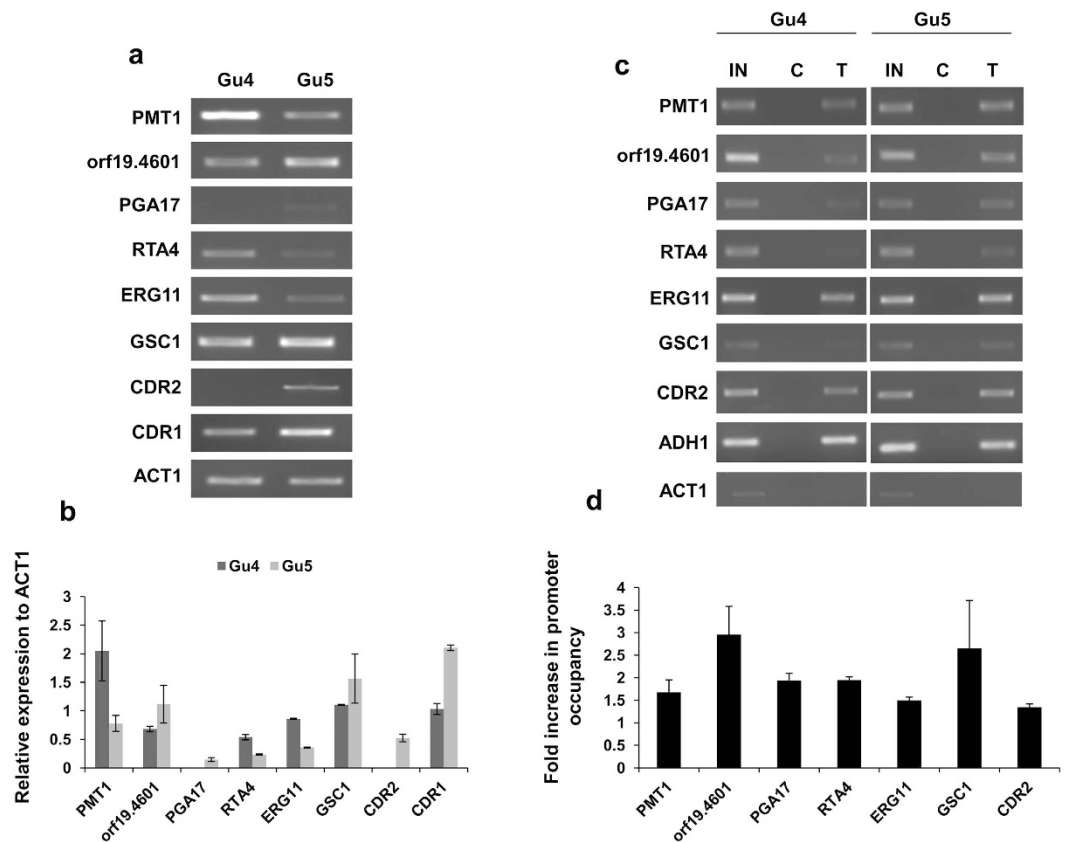 a
Gu4 Gu5
PMT1
orf19.4601
PGA17
RTA4
ERG11
GSC1
CDR2
CDR1
ACT1
b
Relative expression to ACT1
Gu4 Gu5
3
2.5
2
1.5
1
0.5
0
PMT1 orf19.4601 PGA17 RTA4 ERG11 GSC1 CDR2 CDR1
c
Gu4 Gu5
IN C T IN C T
PMT1
orf19.4601
PGA17
RTA4
ERG11
GSC1
CDR2
ADH1
ACT1
d
Fold increase in promoter
occupancy
4
3.5
3
2.5
2
1.5
1
0.5
0
PMT1 orf19.4601 PGA17 RTA4 ERG11 GSC1 CDR2